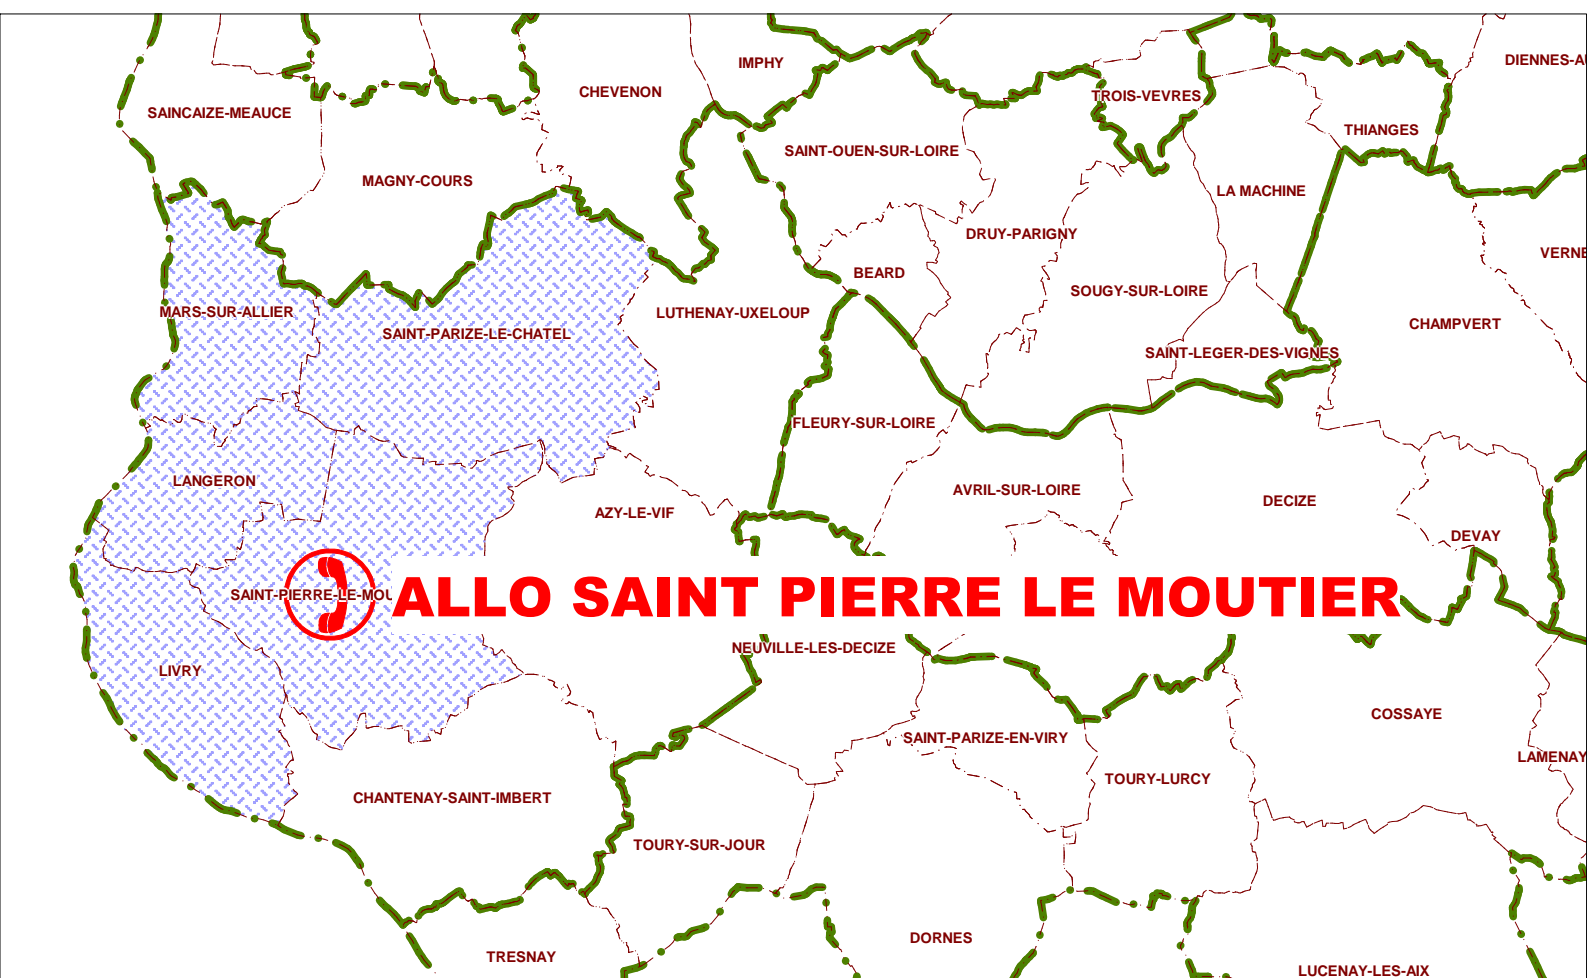 IMPHY
DIENNES-A
CHEVENON
TROIS-VEVRES
SAINCAIZE-MEAUCE
THIANGES
SAINT-OUEN-SUR-LOIRE
MAGNY-COURS
LA MACHINE
DRUY-PARIGNY
VERNE
BEARD
SOUGY-SUR-LOIRE
MARS-SUR-ALLIER
LUTHENAY-UXELOUP
CHAMPVERT
SAINT-PARIZE-LE-CHATEL
SAINT-LEGER-DES-VIGNES
FLEURY-SUR-LOIRE
LANGERON
AVRIL-SUR-LOIRE
DECIZE
AZY-LE-VIF
DEVAY
SAINT-PIERRE-LE-MOU
ALLO SAINT PIERRE LE MOUTIER
NEUVILLE-LES-DECIZE
LIVRY
COSSAYE
SAINT-PARIZE-EN-VIRY
LAMENAY
TOURY-LURCY
CHANTENAY-SAINT-IMBERT
TOURY-SUR-JOUR
DORNES
TRESNAY
LUCENAY-LES-AIX